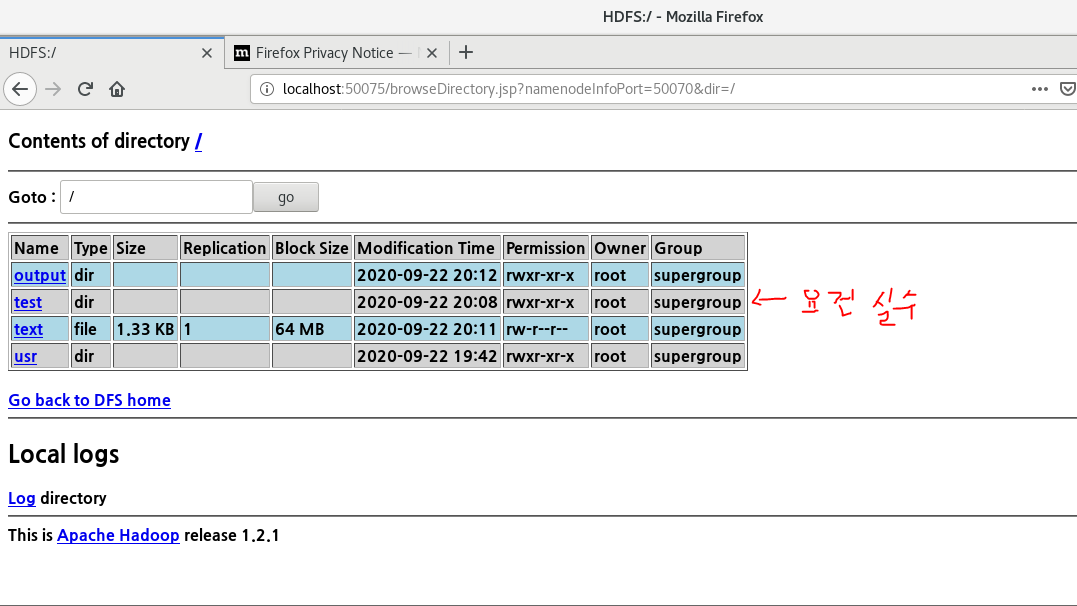 HDFS:/ - Mozilla Firefox
HDFS:/ Firefox Privacy Notice —
localhost:50075/browseDirectory.jsp?namenodeInfoPort=50070&dir=/
Contents of directory /
Goto : / go
Name Type Size Replication Block Size Modification Time Permission Owner Group
output dir 2020-09-22 20:12 rwxr-xr-x root supergroup
test dir 2020-09-22 20:08 rwxr-xr-x root supergroup ← 요건 실수
text file 1.33 KB 1 64 MB 2020-09-22 20:11 rw-r--r-- root supergroup
usr dir 2020-09-22 19:42 rwxr-xr-x root supergroup
Go back to DFS home
Local logs
Log directory
This is Apache Hadoop release 1.2.1